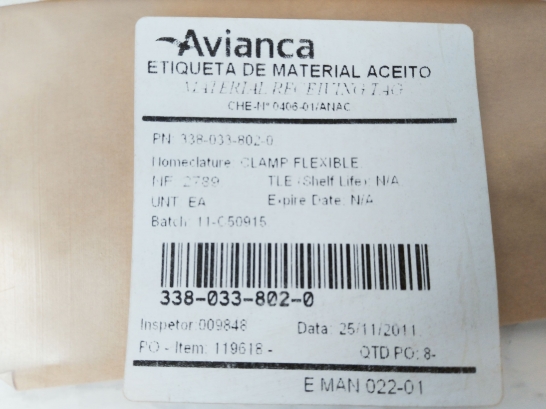 Avianca
ETIQUETA DE MATERIAL ACEITO
MATERIAL RECEIVING TAG
CHE-Nº 0406-01/ANAC
PN: 338-033-802-0
Nomeclature: CLAMP FLEXIBLE
NF: 2789 TLE (Shelf Life): N/A
UNT: EA Expire Date: N/A
Batch: 11-050915
338-033-802-0
Inspetor: 009848 Data: 25/11/2011
PO - Item: 119618 - QTD PO: 8-
E MAN 022-01